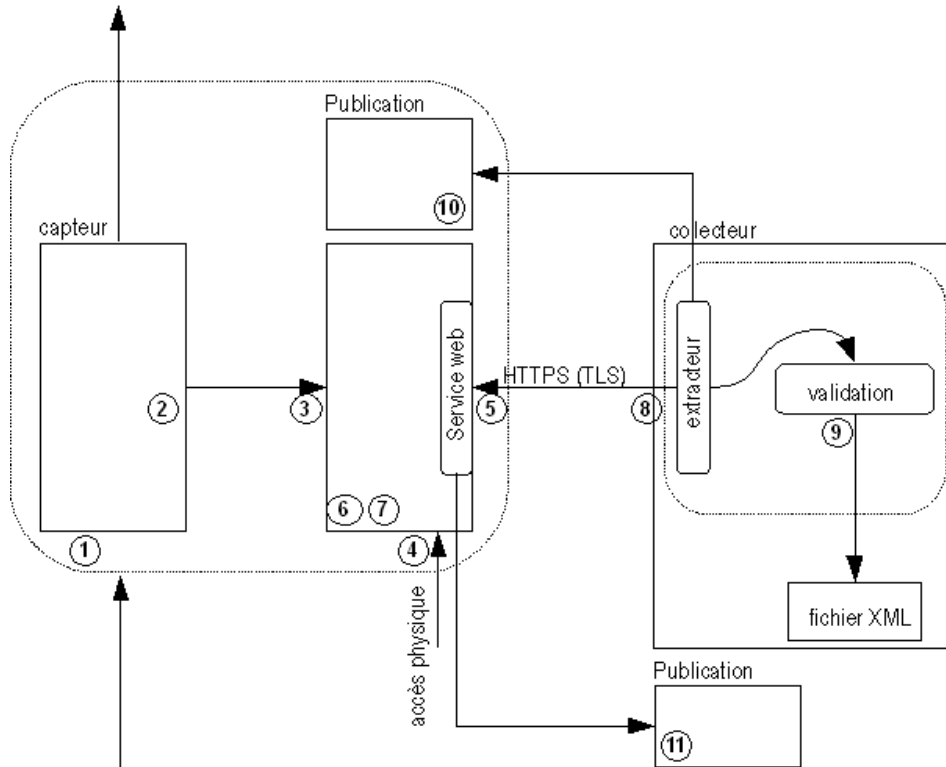 Publication
10
capteur
collecteur
Service web
HTTPS (TLS)
extracteur
validation
2
3
5
8
9
6
7
1
4
accès physique
fichier XML
Publication
11